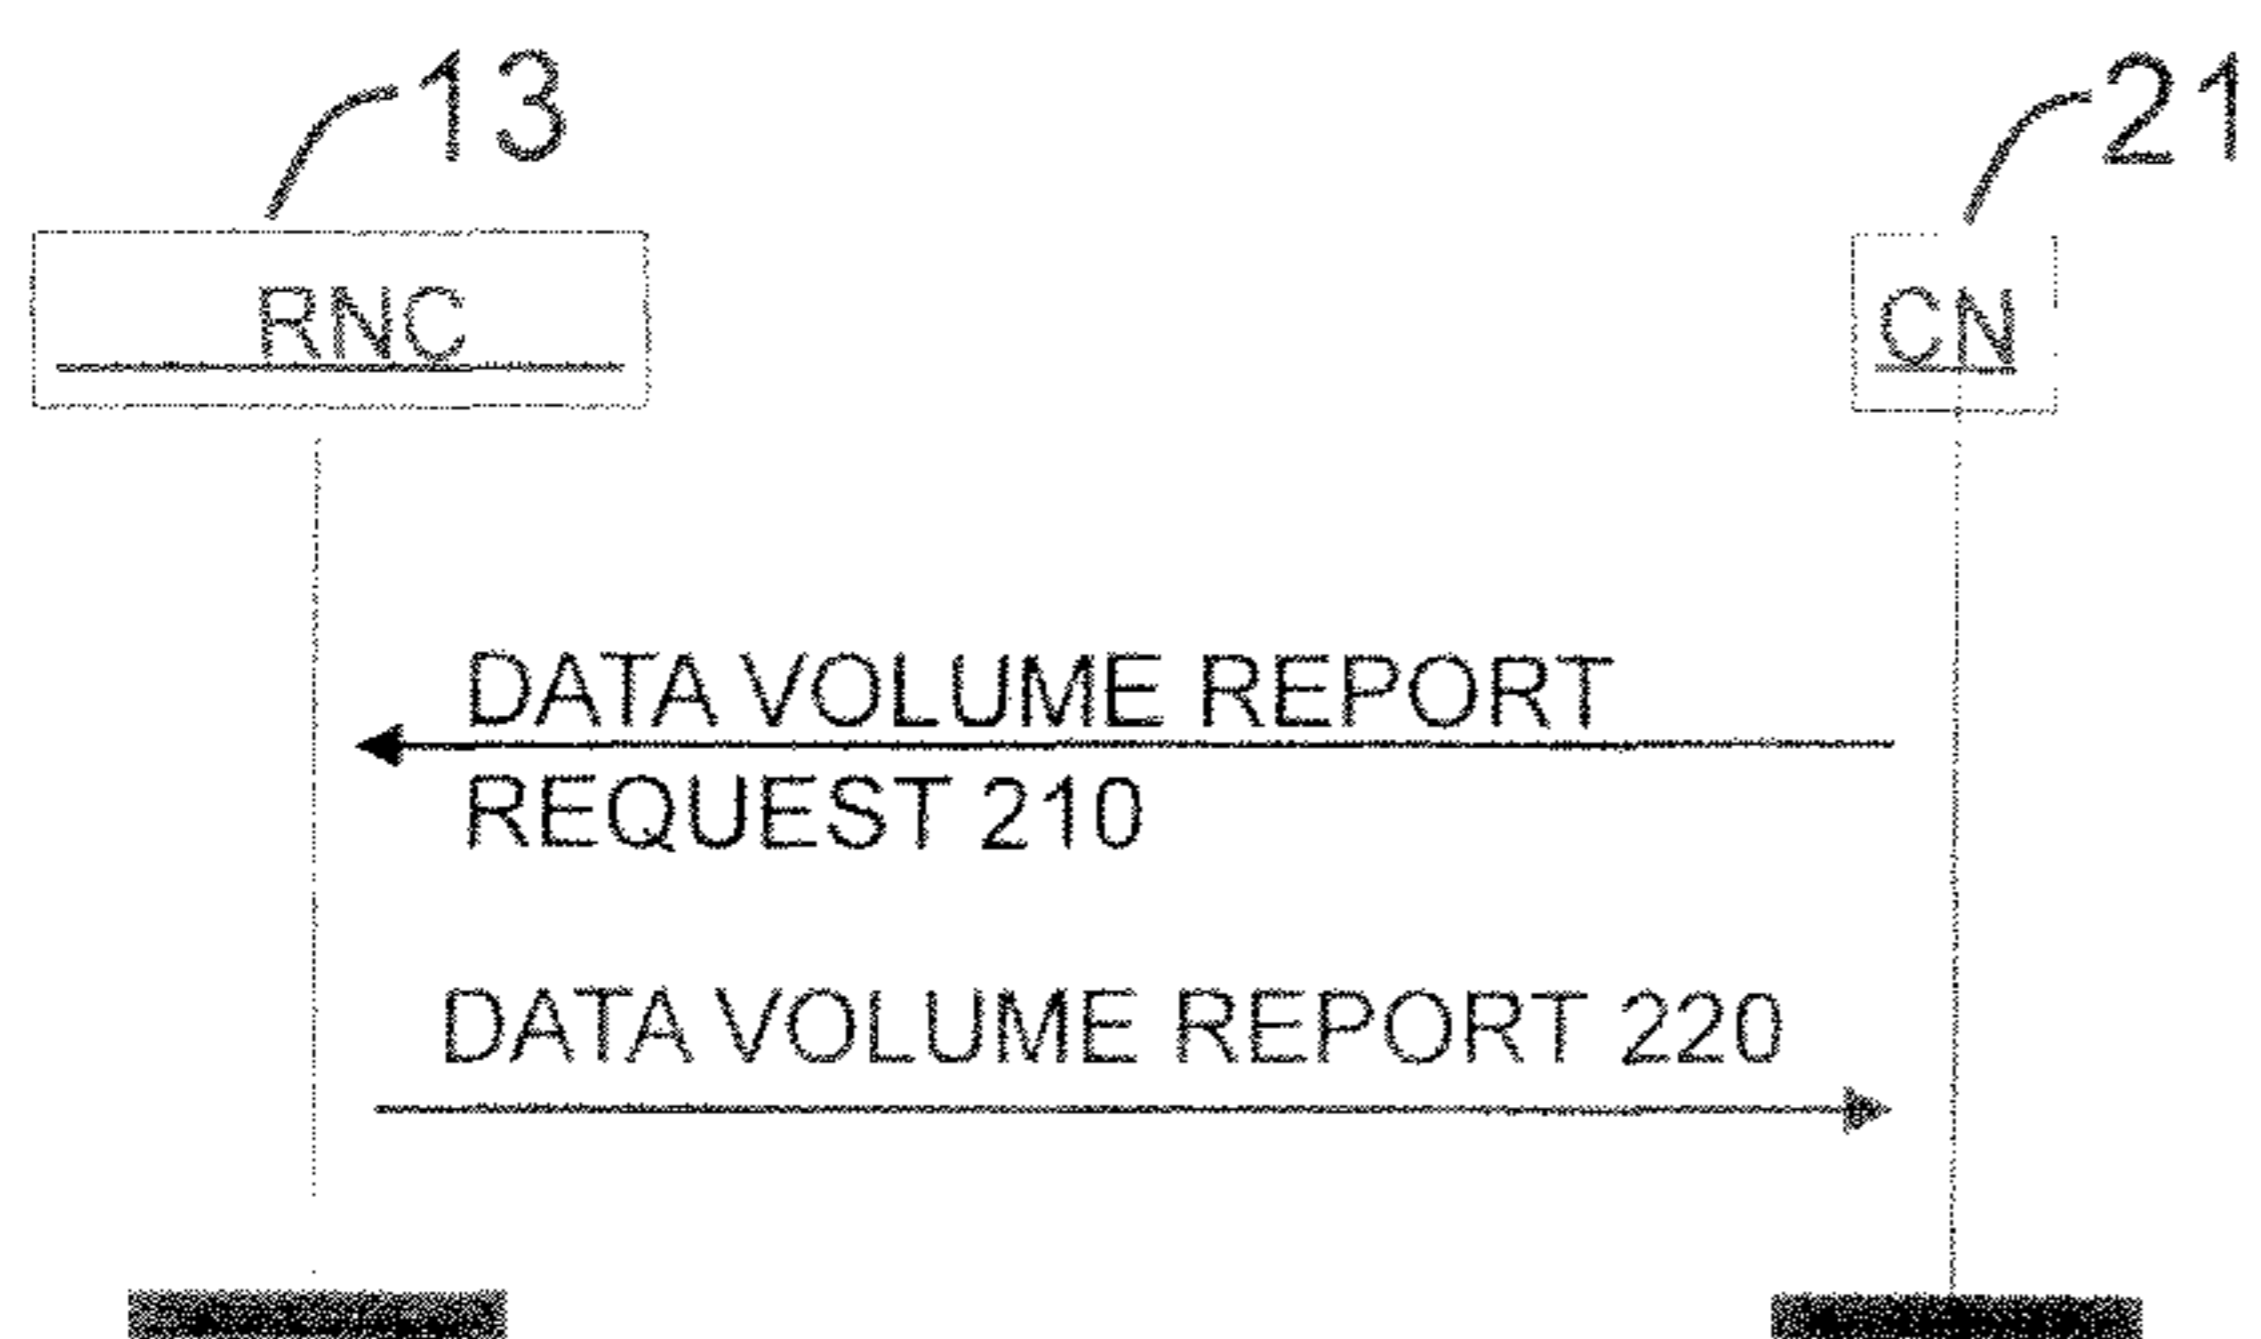 13
21
RNC
CN
DATA VOLUME REPORT
REQUEST 210
DATA VOLUME REPORT 220